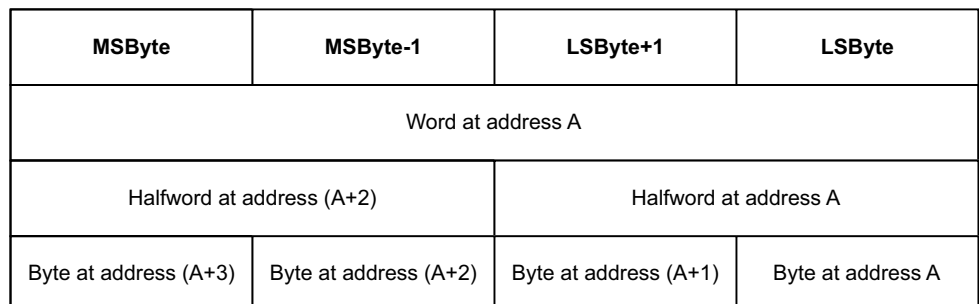 MSByte MSByte-1 LSByte+1 LSByte
Word at address A
Halfword at address (A+2) Halfword at address A
Byte at address (A+3) Byte at address (A+2) Byte at address (A+1) Byte at address A